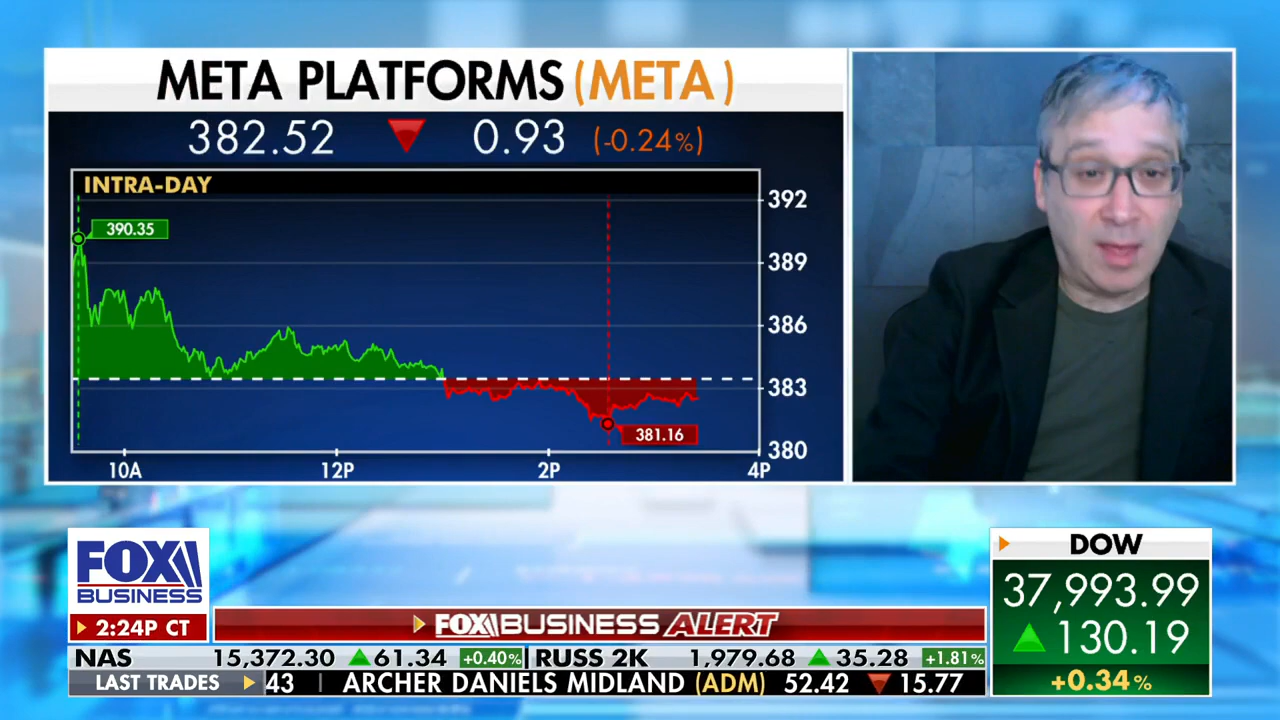 META PLATFORMS (META)
382.52 ▼ 0.93 (-0.24%)
INTRA-DAY
390.35
381.16
392
389
386
383
380
10A 12P 2P 4P
FOX BUSINESS
2:24P CT
FOX BUSINESS ALERT
NAS 15,372.30 ▲ 61.34 +0.40% RUSS 2K 1,979.68 ▲ 35.28 +1.81%
LAST TRADES 43 | ARCHER DANIELS MIDLAND (ADM) 52.42 ▼ 15.77
DOW
37,993.99
▲ 130.19
+0.34%